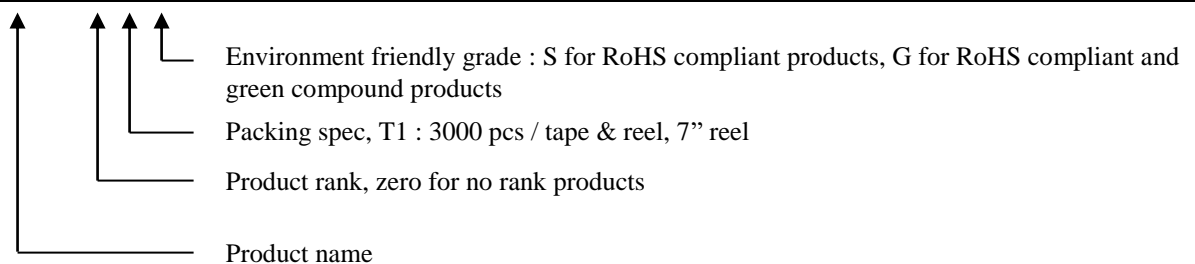 Environment friendly grade : S for RoHS compliant products, G for RoHS compliant and
green compound products
Packing spec, T1 : 3000 pcs / tape & reel, 7” reel
Product rank, zero for no rank products
Product name